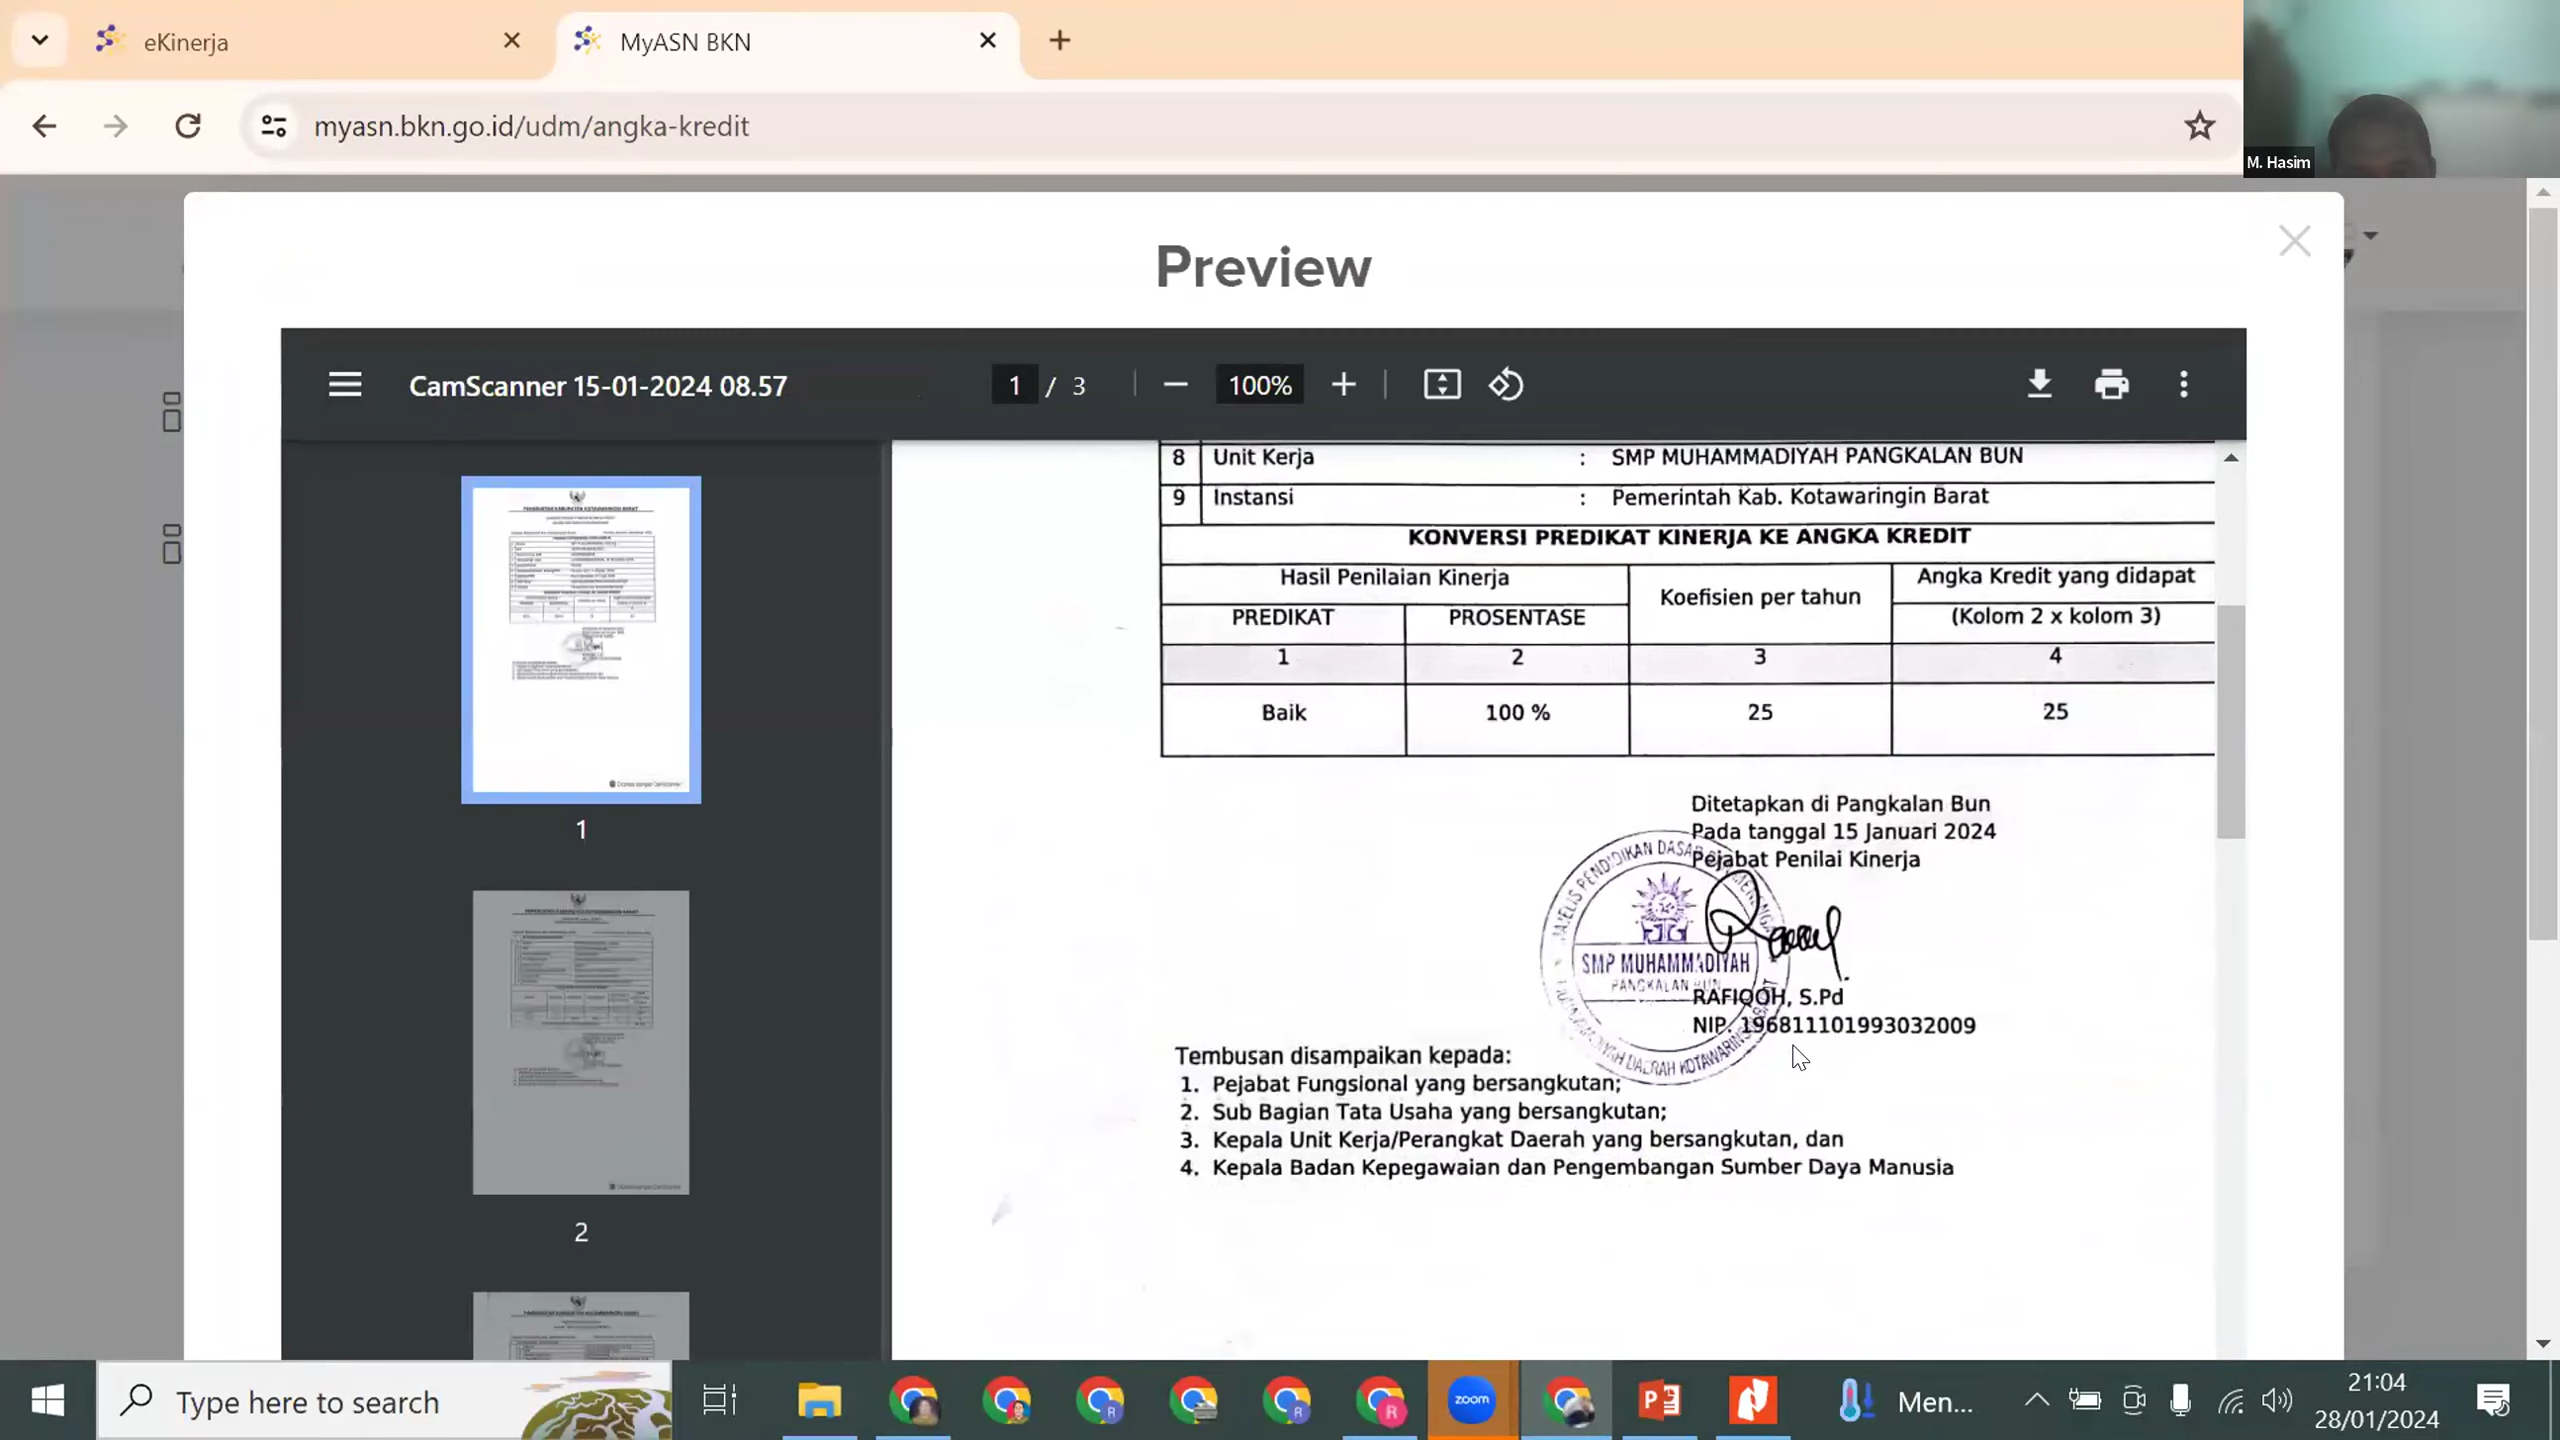 eKinerja
MyASN BKN
myasn.bkn.go.id/udm/angka-kredit
M. Hasim
Preview
CamScanner 15-01-2024 08.57
1 / 3
100%
8 Unit Kerja : SMP MUHAMMADIYAH PANGKALAN BUN
9 Instansi : Pemerintah Kab. Kotawaringin Barat
KONVERSI PREDIKAT KINERJA KE ANGKA KREDIT
Hasil Penilaian Kinerja
Koefisien per tahun
Angka Kredit yang didapat
PREDIKAT PROSENTASE (Kolom 2 x kolom 3)
1 2 3 4
Baik 100 % 25 25
Ditetapkan di Pangkalan Bun
Pada tanggal 15 Januari 2024
Pejabat Penilai Kinerja
SMP MUHAMMADIYAH
PANGKALAN BUN
RAFIQOH, S.Pd
NIP. 196811101993032009
Tembusan disampaikan kepada:
1. Pejabat Fungsional yang bersangkutan;
2. Sub Bagian Tata Usaha yang bersangkutan;
3. Kepala Unit Kerja/Perangkat Daerah yang bersangkutan, dan
4. Kepala Badan Kepegawaian dan Pengembangan Sumber Daya Manusia
1
2
Type here to search
zoom
Men...
21:04
28/01/2024